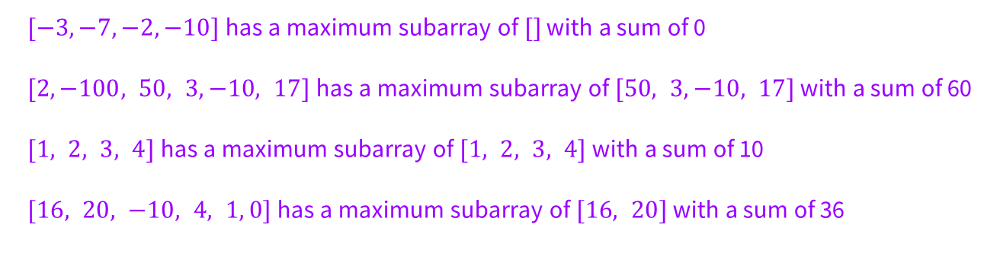 [−3, −7, −2, −10] has a maximum subarray of [] with a sum of 0
[2, −100, 50, 3, −10, 17] has a maximum subarray of [50, 3, −10, 17] with a sum of 60
[1, 2, 3, 4] has a maximum subarray of [1, 2, 3, 4] with a sum of 10
[16, 20, −10, 4, 1, 0] has a maximum subarray of [16, 20] with a sum of 36